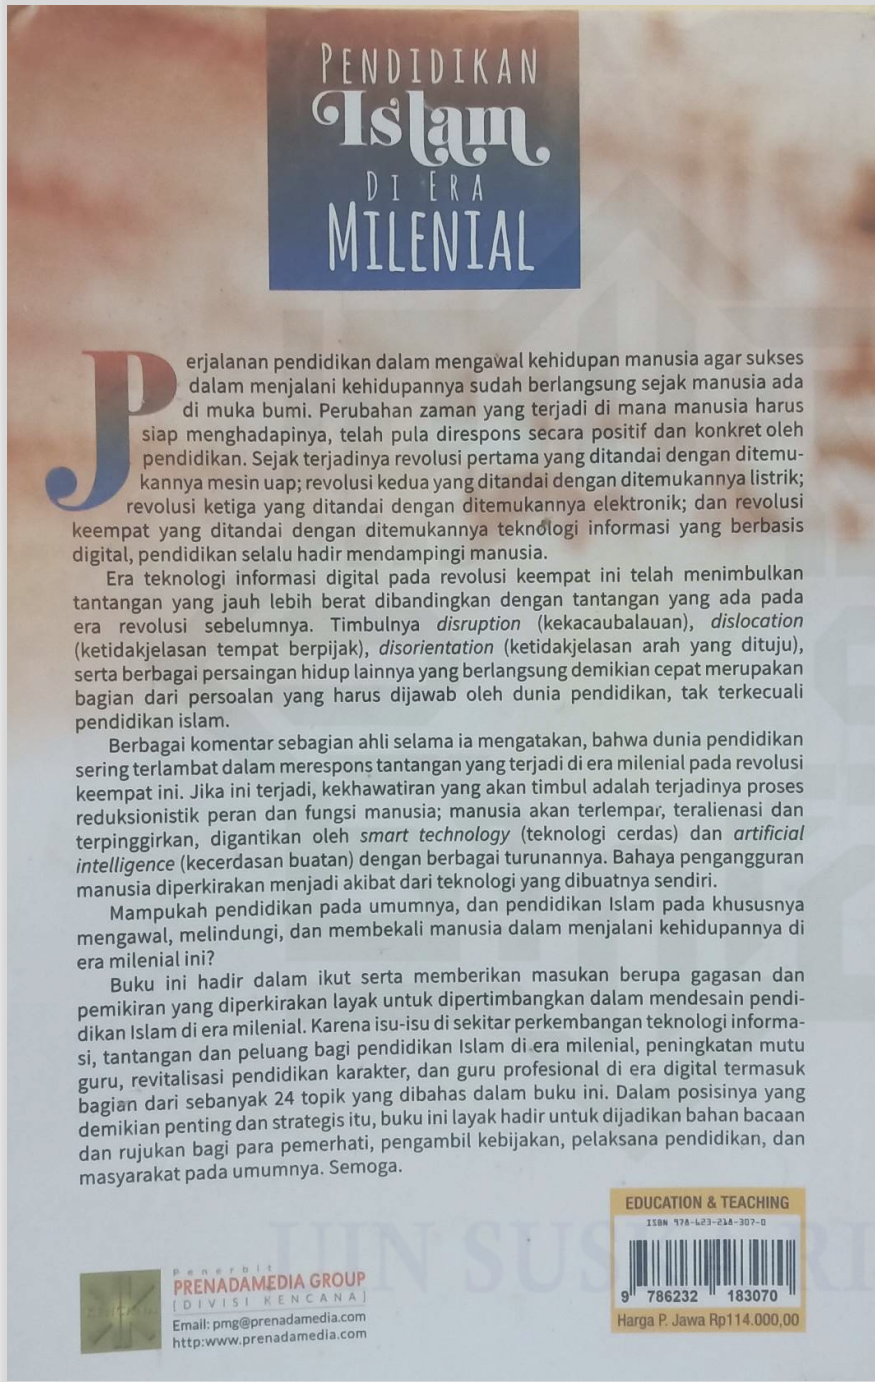 PENDIDIKAN
Islam
DI ERA
MILENIAL
Perjalanan pendidikan dalam mengawal kehidupan manusia agar sukses
dalam menjalani kehidupannya sudah berlangsung sejak manusia ada
di muka bumi. Perubahan zaman yang terjadi di mana manusia harus
siap menghadapinya, telah pula direspons secara positif dan konkret oleh
pendidikan. Sejak terjadinya revolusi pertama yang ditandai dengan ditemu-
kannya mesin uap; revolusi kedua yang ditandai dengan ditemukannya listrik;
revolusi ketiga yang ditandai dengan ditemukannya elektronik; dan revolusi
keempat yang ditandai dengan ditemukannya teknologi informasi yang berbasis
digital, pendidikan selalu hadir mendampingi manusia.
Era teknologi informasi digital pada revolusi keempat ini telah menimbulkan
tantangan yang jauh lebih berat dibandingkan dengan tantangan yang ada pada
era revolusi sebelumnya. Timbulnya disruption (kekacaubalauan), dislocation
(ketidakjelasan tempat berpijak), disorientation (ketidakjelasan arah yang dituju),
serta berbagai persaingan hidup lainnya yang berlangsung demikian cepat merupakan
bagian dari persoalan yang harus dijawab oleh dunia pendidikan, tak terkecuali
pendidikan islam.
Berbagai komentar sebagian ahli selama ia mengatakan, bahwa dunia pendidikan
sering terlambat dalam merespons tantangan yang terjadi di era milenial pada revolusi
keempat ini. Jika ini terjadi, kekhawatiran yang akan timbul adalah terjadinya proses
reduksionistik peran dan fungsi manusia; manusia akan terlempar, teralienasi dan
terpinggirkan, digantikan oleh smart technology (teknologi cerdas) dan artificial
intelligence (kecerdasan buatan) dengan berbagai turunannya. Bahaya pengangguran
manusia diperkirakan menjadi akibat dari teknologi yang dibuatnya sendiri.
Mampukah pendidikan pada umumnya, dan pendidikan Islam pada khususnya
mengawal, melindungi, dan membekali manusia dalam menjalani kehidupannya di
era milenial ini?
Buku ini hadir dalam ikut serta memberikan masukan berupa gagasan dan
pemikiran yang diperkirakan layak untuk dipertimbangkan dalam mendesain pendi-
dikan Islam di era milenial. Karena isu-isu di sekitar perkembangan teknologi informa-
si, tantangan dan peluang bagi pendidikan Islam di era milenial, peningkatan mutu
guru, revitalisasi pendidikan karakter, dan guru profesional di era digital termasuk
bagian dari sebanyak 24 topik yang dibahas dalam buku ini. Dalam posisinya yang
demikian penting dan strategis itu, buku ini layak hadir untuk dijadikan bahan bacaan
dan rujukan bagi para pemerhati, pengambil kebijakan, pelaksana pendidikan, dan
masyarakat pada umumnya. Semoga.
EDUCATION & TEACHING
ISBN 978-623-218-307-0
9 786232 183070
Harga P. Jawa Rp114.000,00
Penerbit
PRENADAMEDIA GROUP
[DIVISI KENCANA]
Email: pmg@prenadamedia.com
http:www.prenadamedia.com
UIN SUS RI